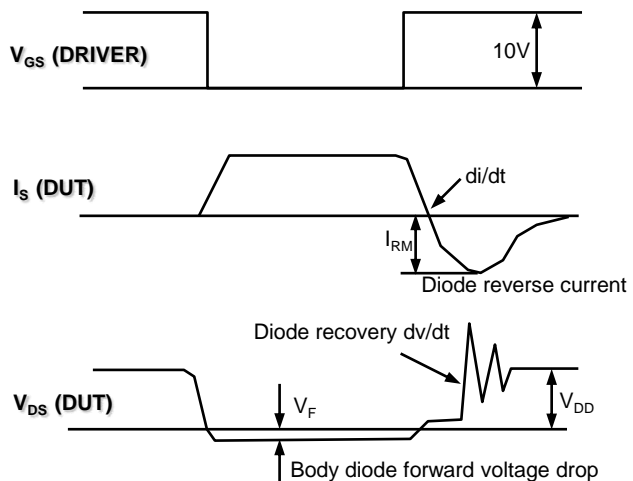 V_GS (DRIVER)
10V
I_S (DUT)
di/dt
I_RM
Diode reverse current
Diode recovery dv/dt
V_DS (DUT)
V_F
V_DD
Body diode forward voltage drop